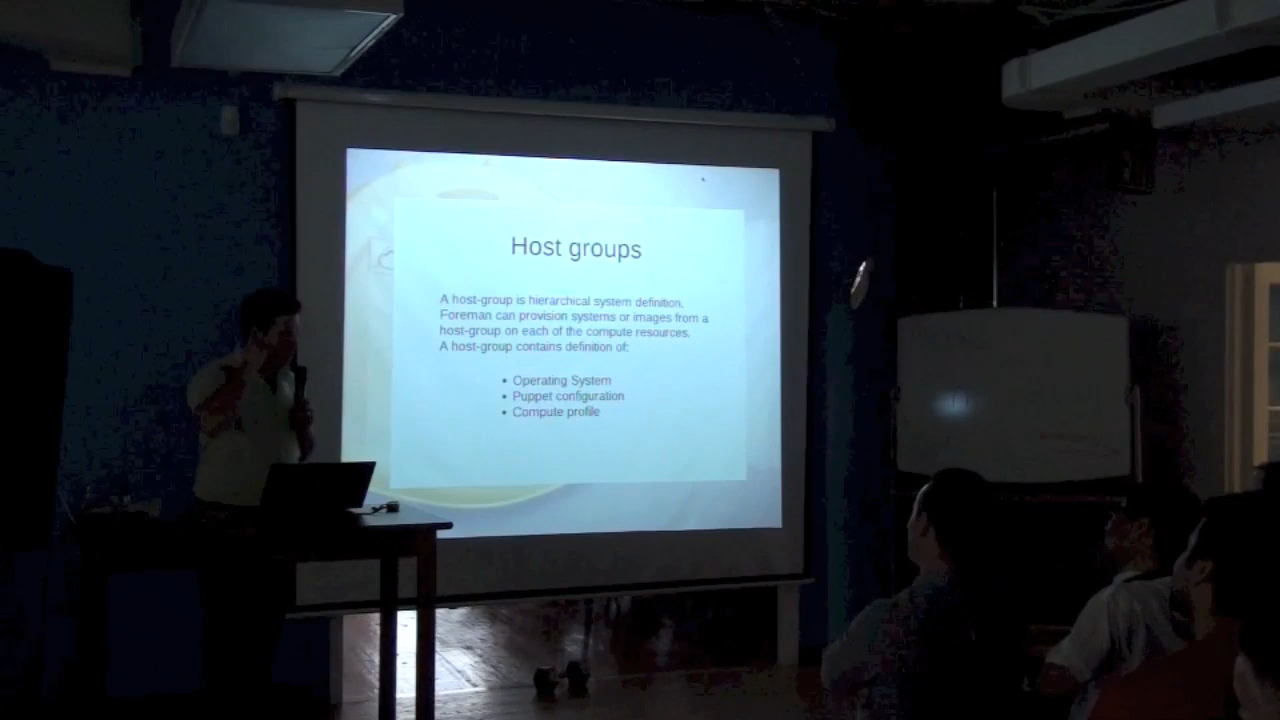 Host groups
A host-group is hierarchical system definition.
Foreman can provision systems or images from a
host-group on each of the compute resources.
A host-group contains definition of:
• Operating System
• Puppet configuration
• Compute profile